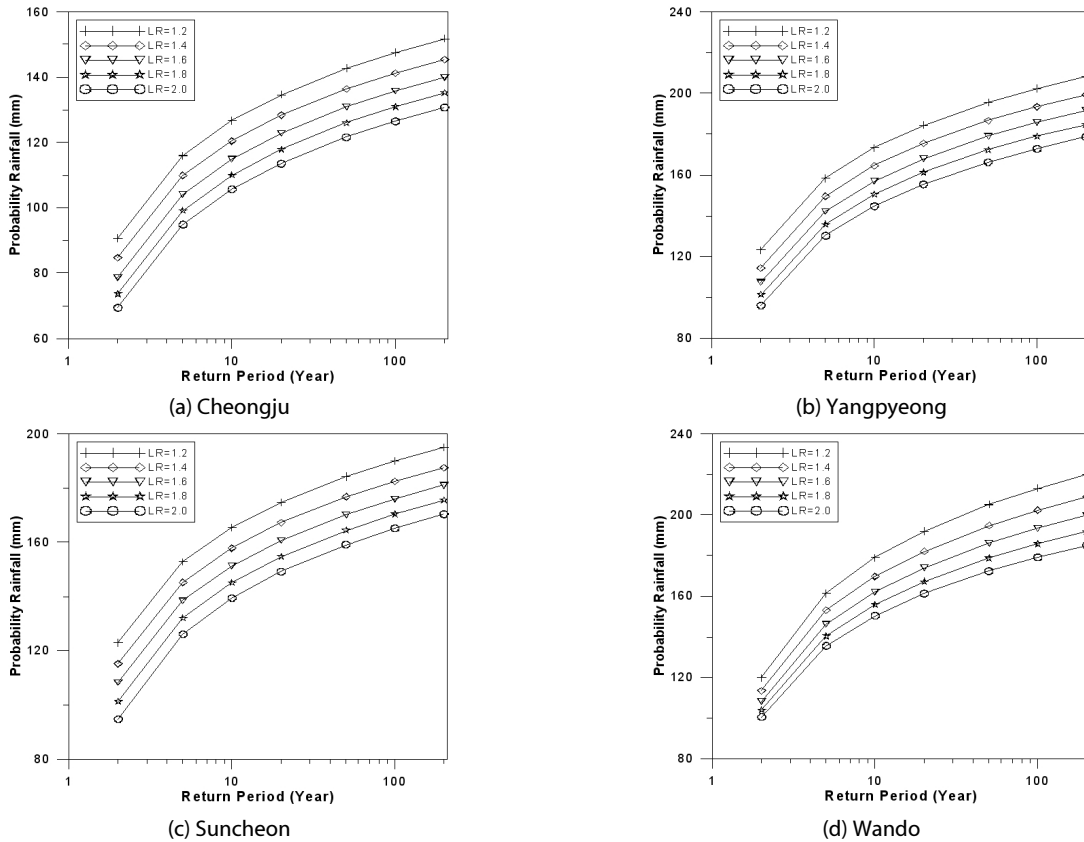 160
140
120
100
80
60
Probability Rainfall (mm)
LR=1.2
LR=1.4
LR=1.6
LR=1.8
LR=2.0
1
10
100
Return Period (Year)
(a) Cheongju
240
200
160
120
80
Probability Rainfall (mm)
LR=1.2
LR=1.4
LR=1.6
LR=1.8
LR=2.0
1
10
100
Return Period (Year)
(b) Yangpyeong
200
160
120
80
Probability Rainfall (mm)
LR=1.2
LR=1.4
LR=1.6
LR=1.8
LR=2.0
1
10
100
Return Period (Year)
(c) Suncheon
240
200
160
120
80
Probability Rainfall (mm)
LR=1.2
LR=1.4
LR=1.6
LR=1.8
LR=2.0
1
10
100
Return Period (Year)
(d) Wando